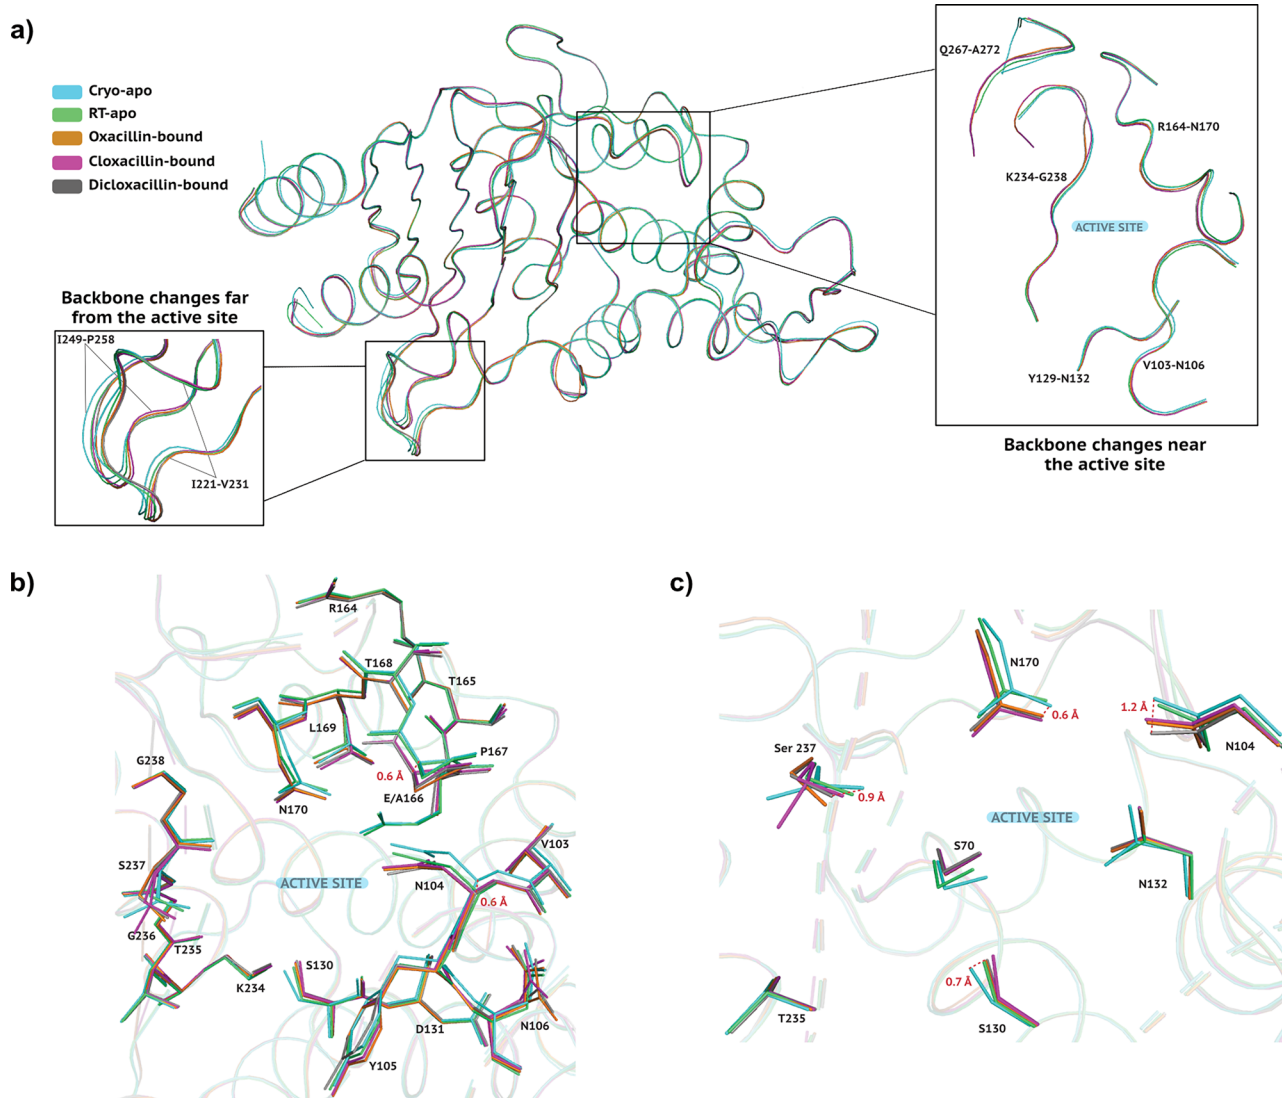 a)
Cryo-apo
RT-apo
Oxacillin-bound
Cloxacillin-bound
Dicloxacillin-bound
Q267-A272
R164-N170
K234-G238
ACTIVE SITE
Y129-N132
V103-N106
Backbone changes near
the active site
Backbone changes far
from the active site
I249-P258
I221-V231
b)
R164
T168
T165
L169
P167
0.6 Å
E/A166
G238
N170
V103
S237
ACTIVE SITE
N104
0.6 Å
G236
T235
S130
K234
N106
D131
Y105
c)
N170
1.2 Å
0.6 Å
N104
Ser 237
0.9 Å
ACTIVE SITE
S70
N132
0.7 Å
T235
S130